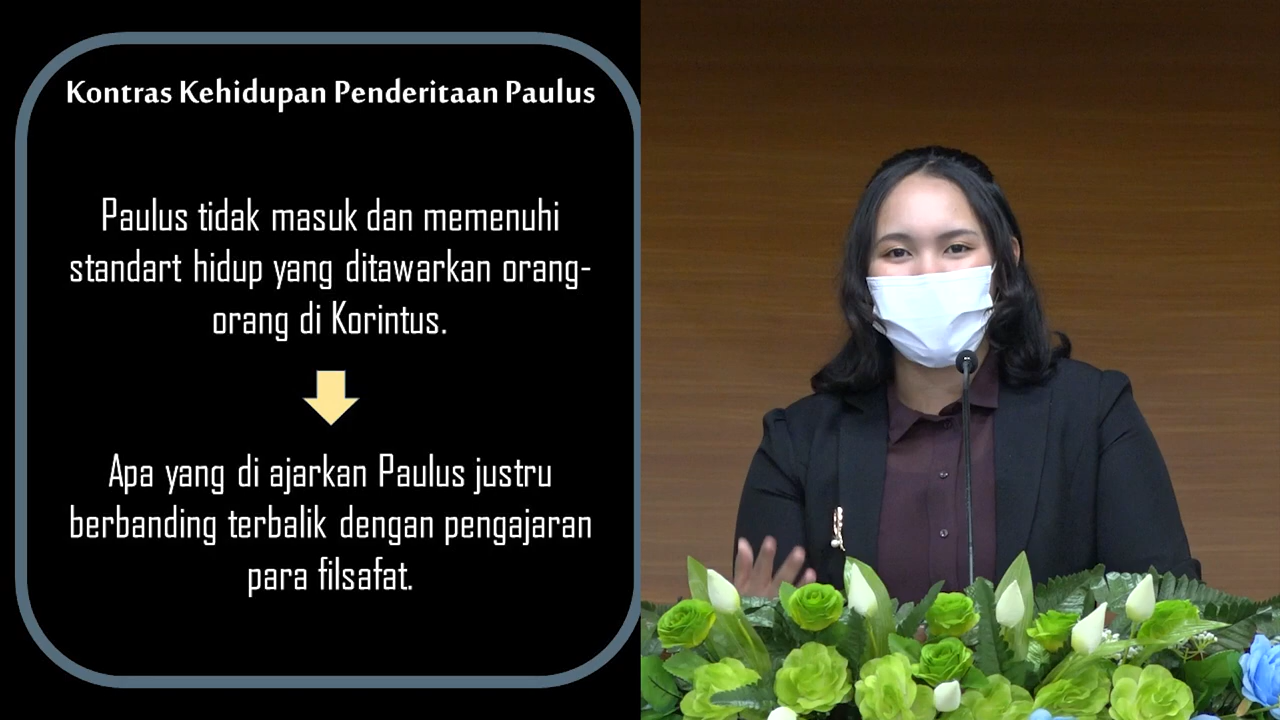 Kontras Kehidupan Penderitaan Paulus
Paulus tidak masuk dan memenuhi
standart hidup yang ditawarkan orang-
orang di Korintus.
Apa yang di ajarkan Paulus justru
berbanding terbalik dengan pengajaran
para filsafat.